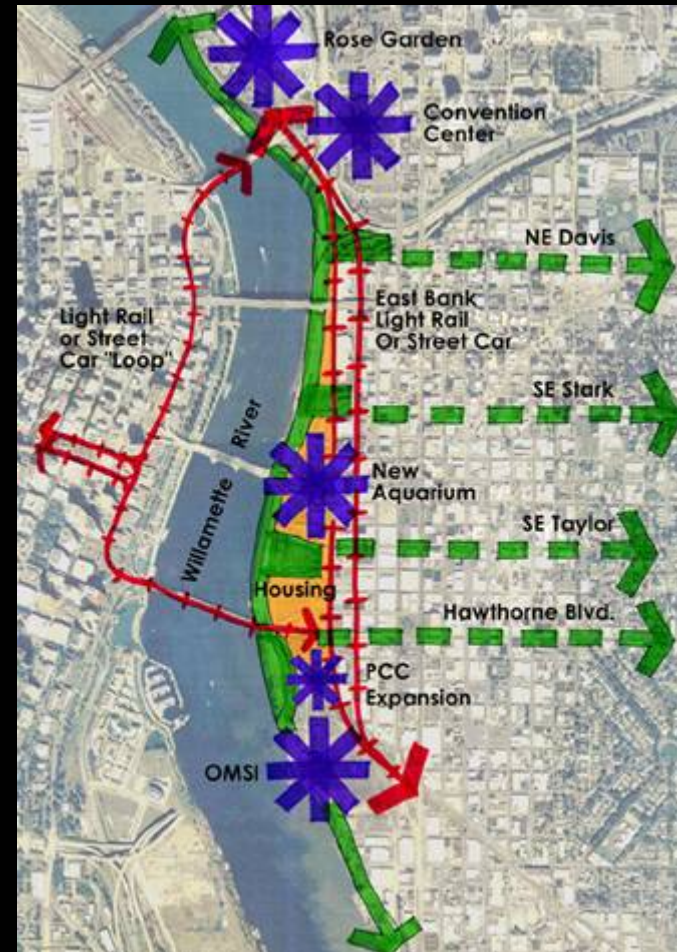 Rose Garden
Convention
Center
NE Davis
East Bank
Light Rail
Or Street Car
Light Rail
or Street
Car "Loop"
SE Stark
Willamette River
New
Aquarium
SE Taylor
Housing
Hawthorne Blvd.
PCC
Expansion
OMSI